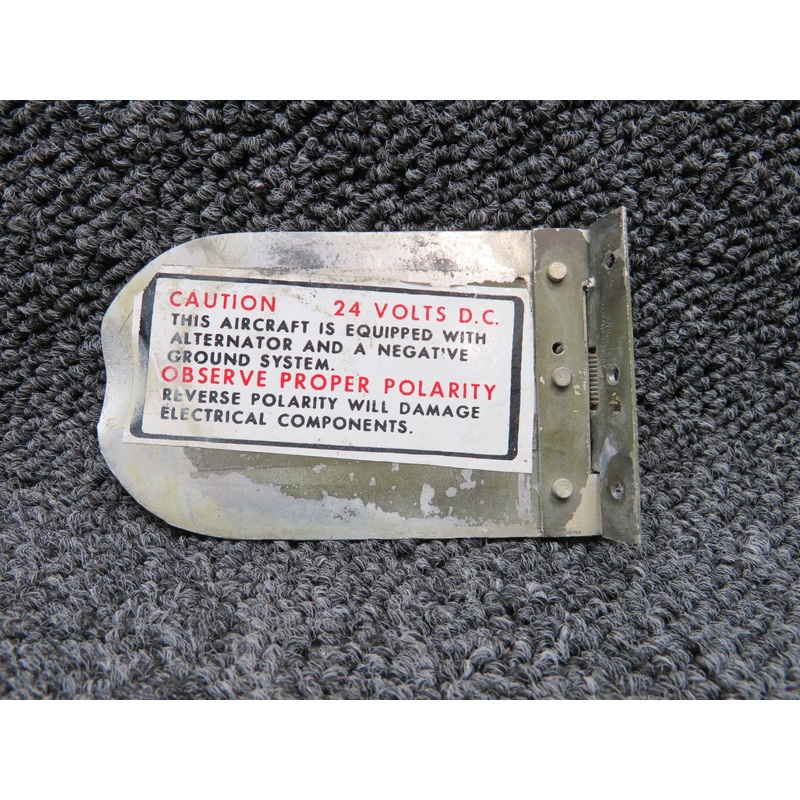 CAUTION 24 VOLTS D.C.
THIS AIRCRAFT IS EQUIPPED WITH
ALTERNATOR AND A NEGATIVE
GROUND SYSTEM.
OBSERVE PROPER POLARITY
REVERSE POLARITY WILL DAMAGE
ELECTRICAL COMPONENTS.